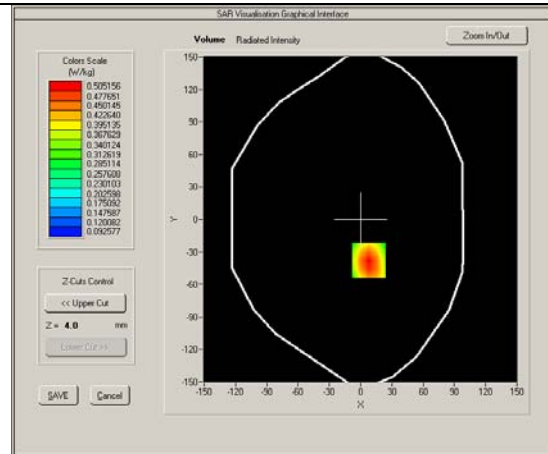 SAR Visualisation Graphical Interface
Volume Radiated Intensity
Zoom In/Out
Colors Scale
(W/kg)
0.505156
0.477651
0.450145
0.422640
0.395135
0.367629
0.340124
0.312619
0.285114
0.257608
0.230103
0.202598
0.175092
0.147587
0.120082
0.092577
Z-Cuts Control
<< Upper Cut
Z = 4.0 mm
Lower Cut >>
SAVE
Cancel
150
120
90
60
30
0
-30
-60
-90
-120
-150
Y
-150 -120 -90 -60 -30 0 30 60 90 120 150
X